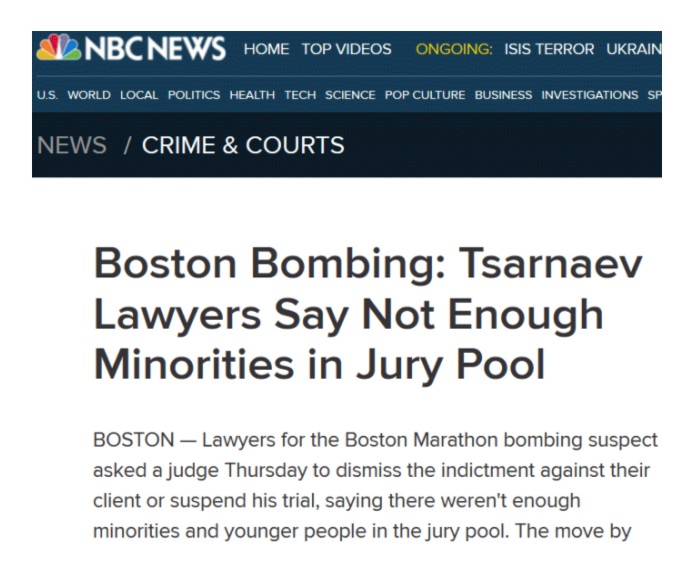 NBC NEWS HOME TOP VIDEOS ONGOING: ISIS TERROR UKRAIN
U.S. WORLD LOCAL POLITICS HEALTH TECH SCIENCE POP CULTURE BUSINESS INVESTIGATIONS SP
NEWS / CRIME & COURTS
Boston Bombing: Tsarnaev
Lawyers Say Not Enough
Minorities in Jury Pool
BOSTON — Lawyers for the Boston Marathon bombing suspect
asked a judge Thursday to dismiss the indictment against their
client or suspend his trial, saying there weren't enough
minorities and younger people in the jury pool. The move by